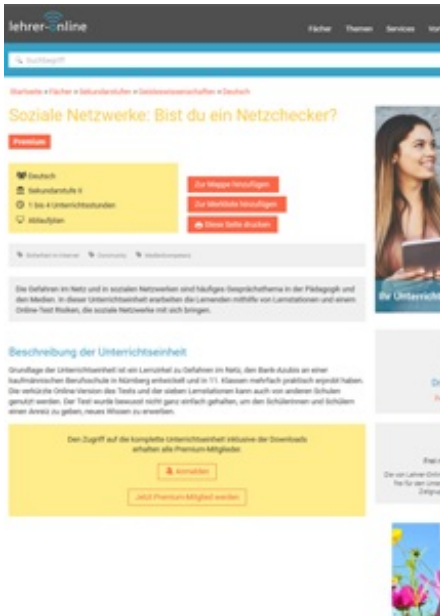 lehrer-online
Fächer Themen Services
Suchbegriff
Startseite » Fächer » Sekundarstufen » Geisteswissenschaften » Deutsch
Soziale Netzwerke: Bist du ein Netzchecker?
Premium
Deutsch
Sekundarstufe II
1 bis 4 Unterrichtsstunden
Ablaufplan
Zur Mappe hinzufügen
Zur Merkliste hinzufügen
Diese Seite drucken
Sicherheit im Internet Community Medienkompetenz
Die Gefahren im Netz und in sozialen Netzwerken sind häufiges Gesprächsthema in der Pädagogik und
den Medien. In dieser Unterrichtseinheit erarbeiten die Lernenden mithilfe von Lernstationen und einem
Online-Test Risiken, die soziale Netzwerke mit sich bringen.
Ihr Unterricht
Beschreibung der Unterrichtseinheit
Grundlage der Unterrichtseinheit ist ein Lernzirkel zu Gefahren im Netz, den Bank-Azubis an einer
kaufmännischen Berufsschule in Nürnberg entwickelt und in 11. Klassen mehrfach praktisch erprobt haben.
Die verkürzte Online-Version des Tests und der sieben Lernstationen kann auch von anderen Schulen
genutzt werden. Der Test wurde bewusst nicht ganz einfach gehalten, um den Schülerinnen und Schülern
einen Anreiz zu geben, neues Wissen zu erwerben.
Den Zugriff auf die komplette Unterrichtseinheit inklusive der Downloads
erhalten alle Premium-Mitglieder.
Anmelden
Jetzt Premium-Mitglied werden
Die von Lehrer-Online